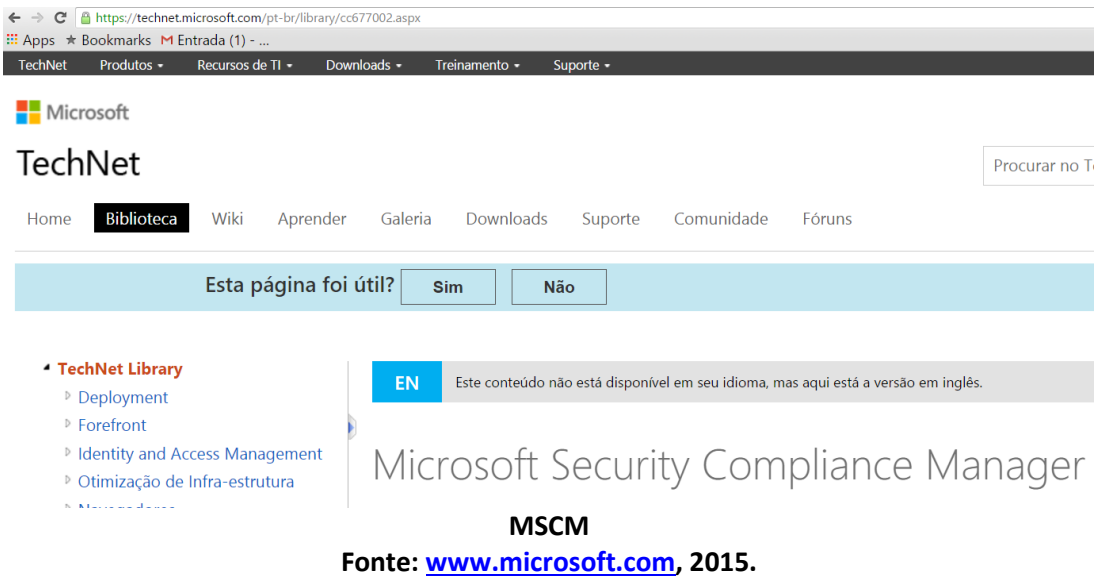 https://technet.microsoft.com/pt-br/library/cc677002.aspx
Apps Bookmarks Entrada (1) - ...
TechNet Produtos Recursos de TI Downloads Treinamento Suporte
Microsoft
TechNet
Procurar no
Home Biblioteca Wiki Aprender Galeria Downloads Suporte Comunidade Fóruns
Esta página foi útil? Sim Não
TechNet Library
Deployment
Forefront
Identity and Access Management
Otimização de Infra-estrutura
EN Este conteúdo não está disponível em seu idioma, mas aqui está a versão em inglês.
Microsoft Security Compliance Manager
MSCM
Fonte: www.microsoft.com, 2015.